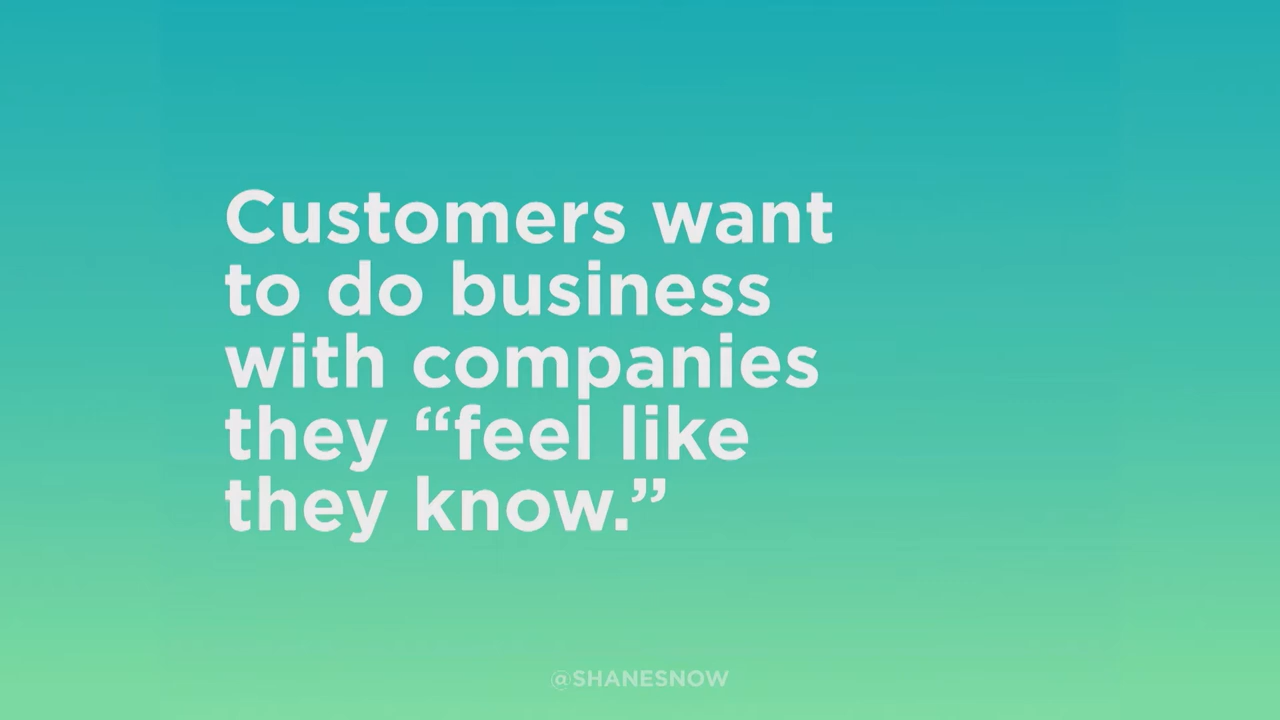 Customers want
to do business
with companies
they “feel like
they know.”
@SHANESNOW